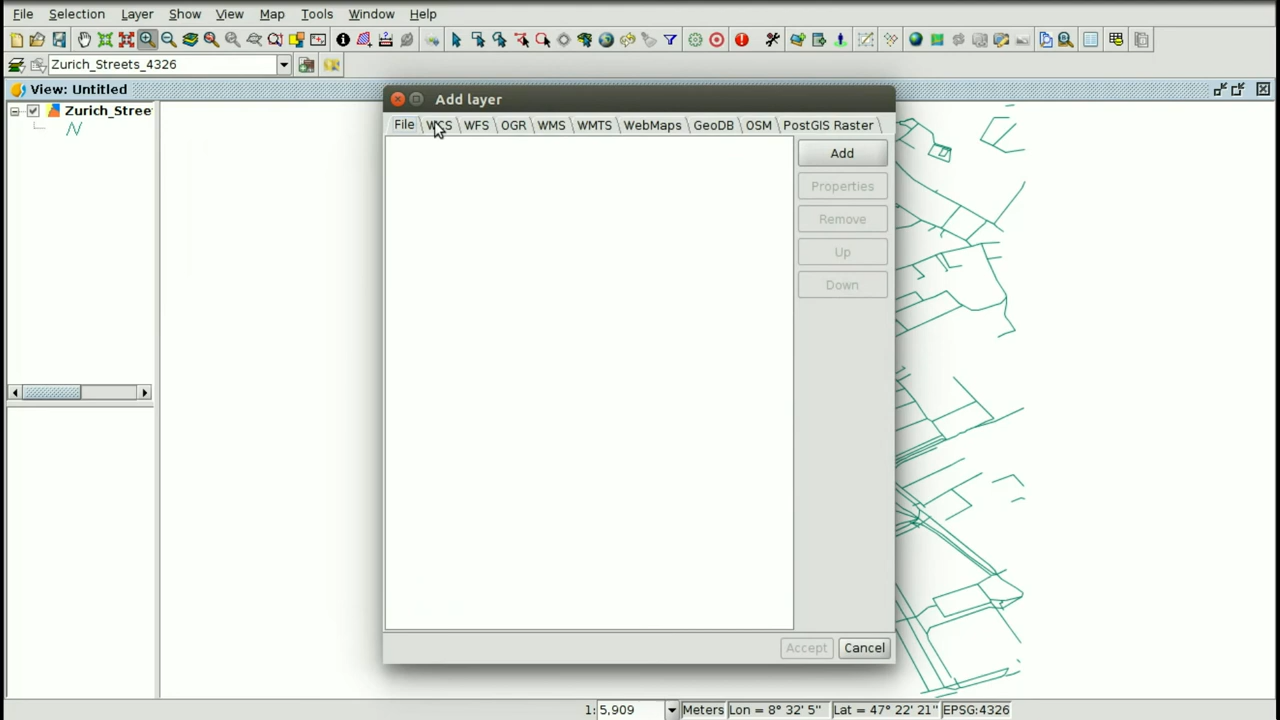 File Selection Layer Show View Map Tools Window Help
Zurich_Streets_4326
View: Untitled
Zurich_Stree
Add layer
File WCS WFS OGR WMS WMTS WebMaps GeoDB OSM PostGIS Raster
Add
Properties
Remove
Up
Down
Accept Cancel
1: 5,909 Meters Lon = 8° 32' 5" Lat = 47° 22' 21" EPSG:4326